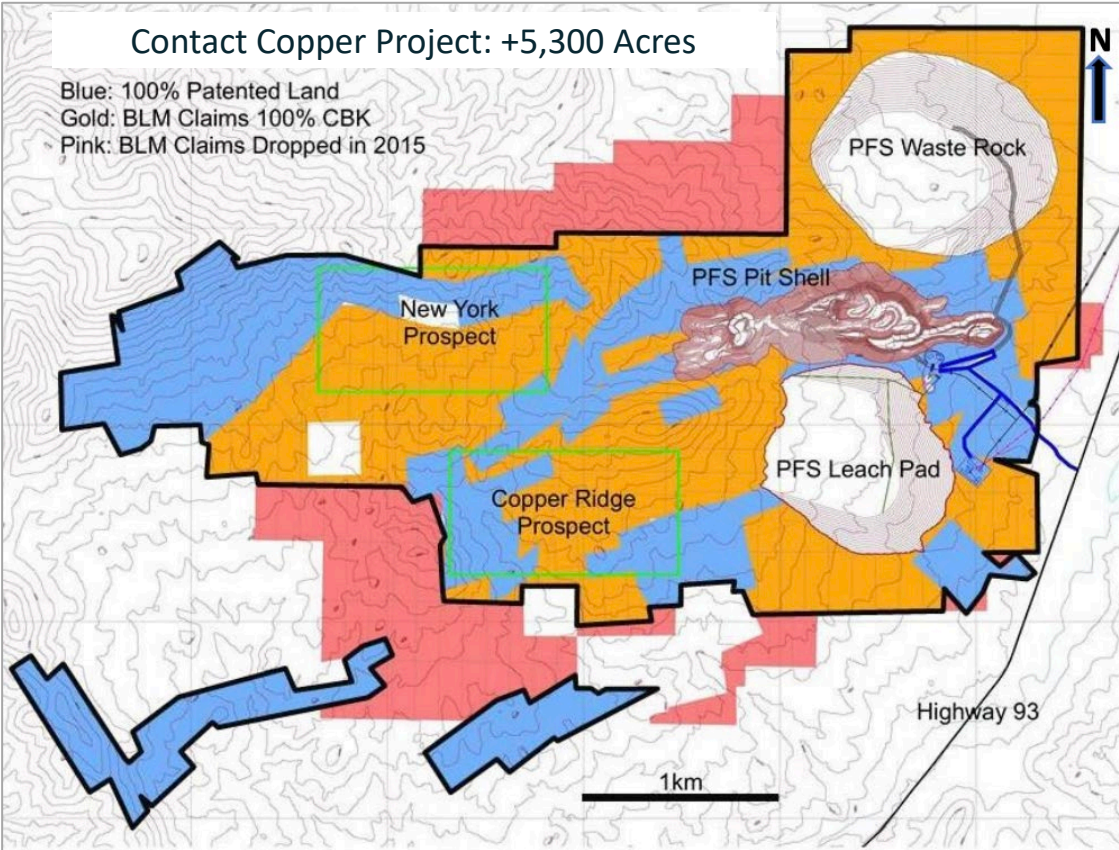 Contact Copper Project: +5,300 Acres
N
Blue: 100% Patented Land
Gold: BLM Claims 100% CBK
Pink: BLM Claims Dropped in 2015
PFS Waste Rock
PFS Pit Shell
New York
Prospect
PFS Leach Pad
Copper Ridge
Prospect
Highway 93
1km